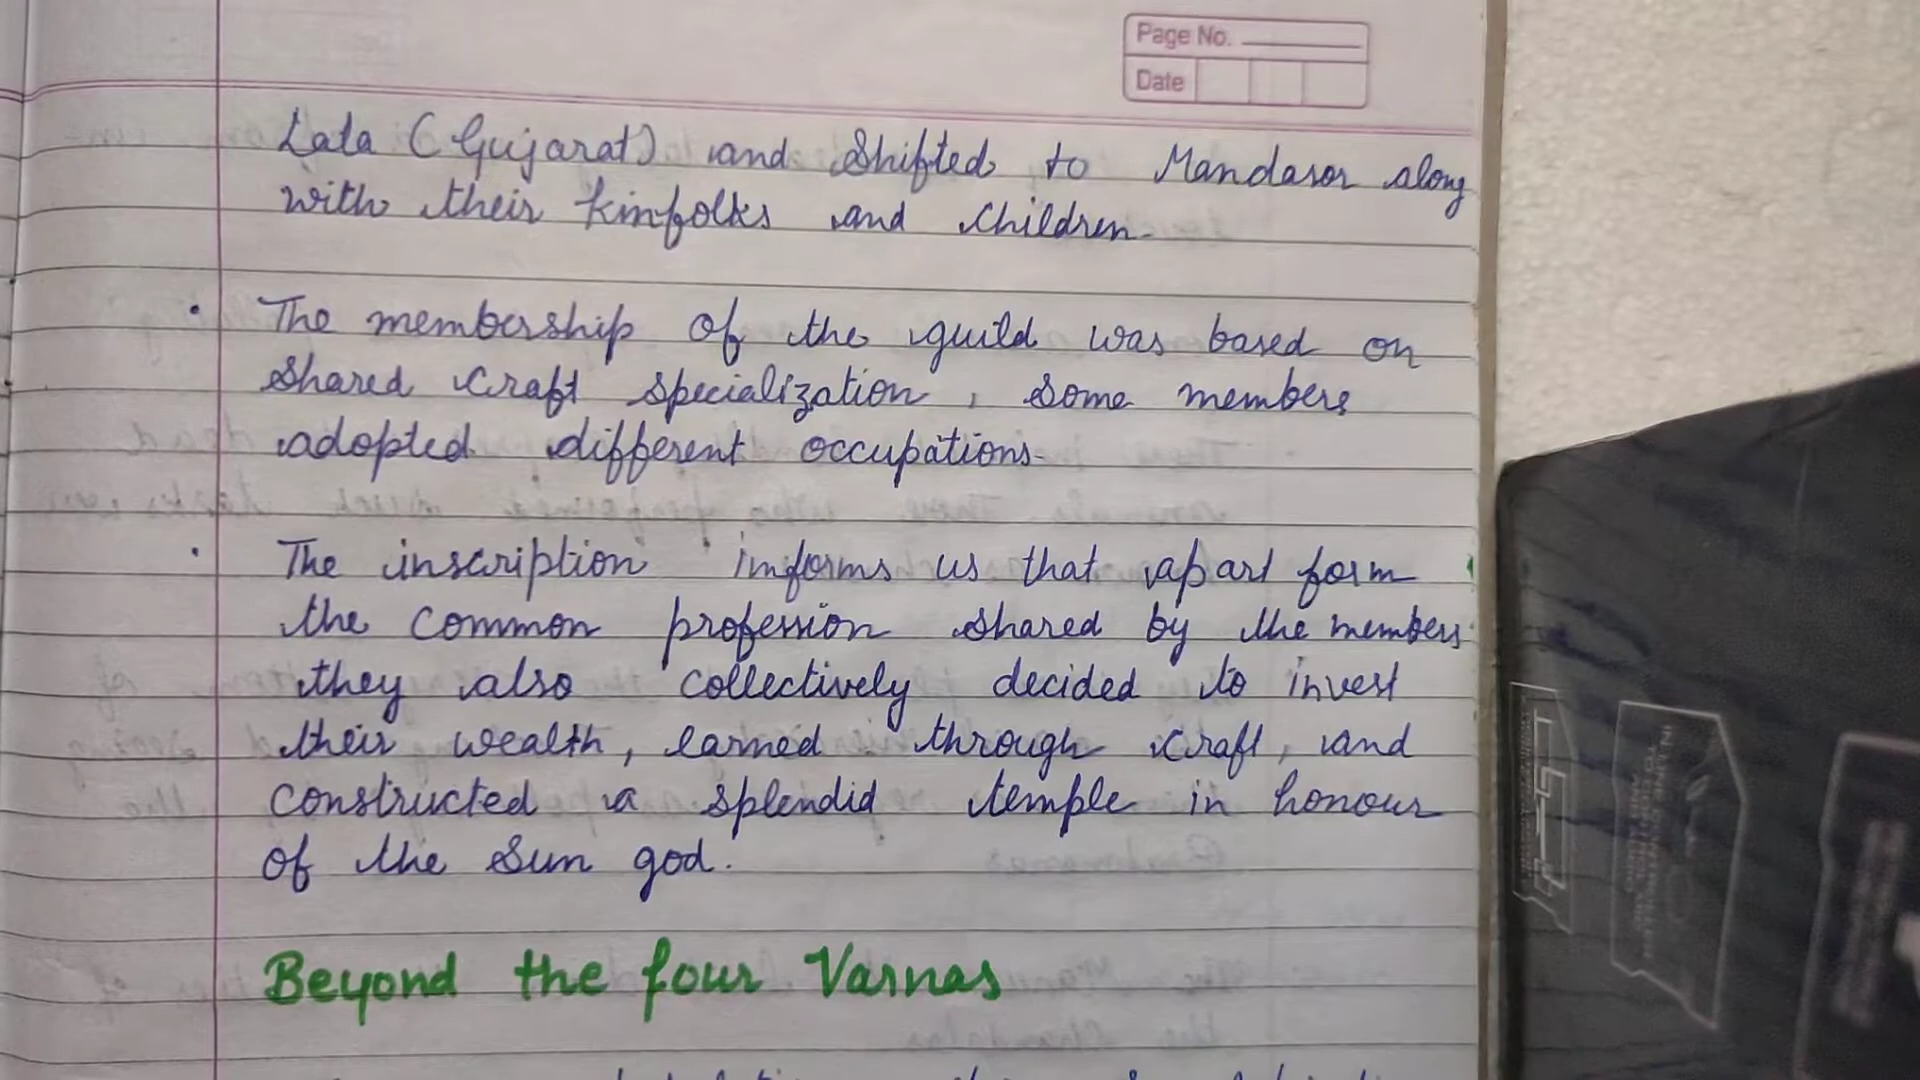 Page No.
Date
Lata (Gujarat) and shifted to Mandasor along
with their kinfolks and children.
• The membership of the guild was based on
shared craft specialization, some members
adopted different occupations.
• The inscription imforms us that apart form
the common profession shared by the members
they also collectively decided to invest
their wealth, earned through craft, and
constructed a splendid temple in honour
of the Sun god.
Beyond the four Varnas